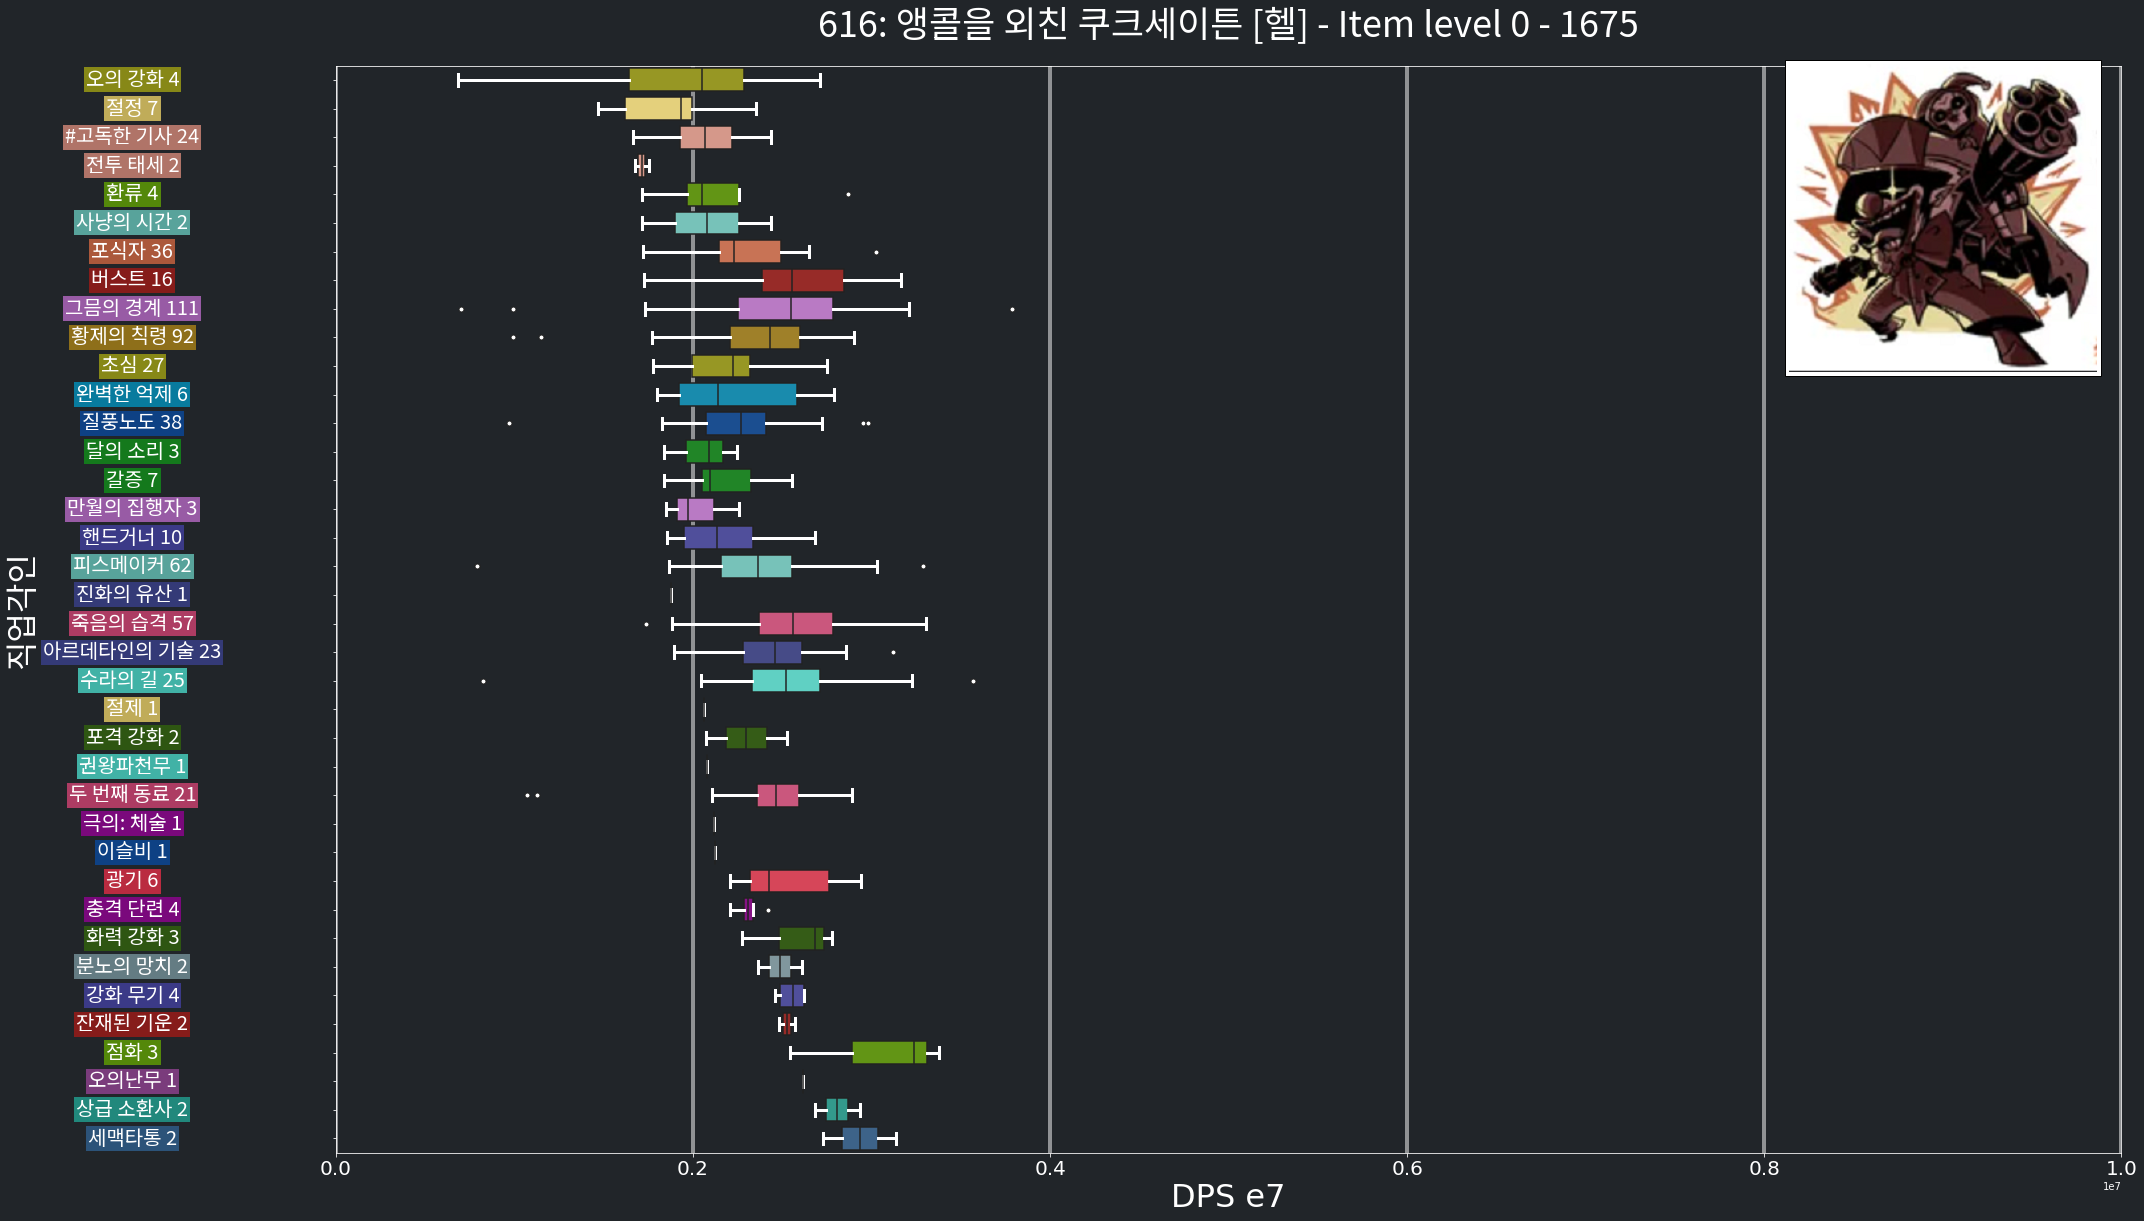 616: 앵콜을 외친 쿠크세이튼 [헬] - Item level 0 - 1675
직업각인
오의 강화 4
절정 7
#고독한 기사 24
전투 태세 2
환류 4
사냥의 시간 2
포식자 36
버스트 16
그믐의 경계 111
황제의 칙령 92
초심 27
완벽한 억제 6
질풍노도 38
달의 소리 3
갈증 7
만월의 집행자 3
핸드거너 10
피스메이커 62
진화의 유산 1
죽음의 습격 57
아르데타인의 기술 23
수라의 길 25
절제 1
포격 강화 2
권왕파천무 1
두 번째 동료 21
극의: 체술 1
이슬비 1
광기 6
충격 단련 4
화력 강화 3
분노의 망치 2
강화 무기 4
잔재된 기운 2
점화 3
오의난무 1
상급 소환사 2
세맥타통 2
0.0 0.2 0.4 0.6 0.8 1.0
1e7
DPS e7